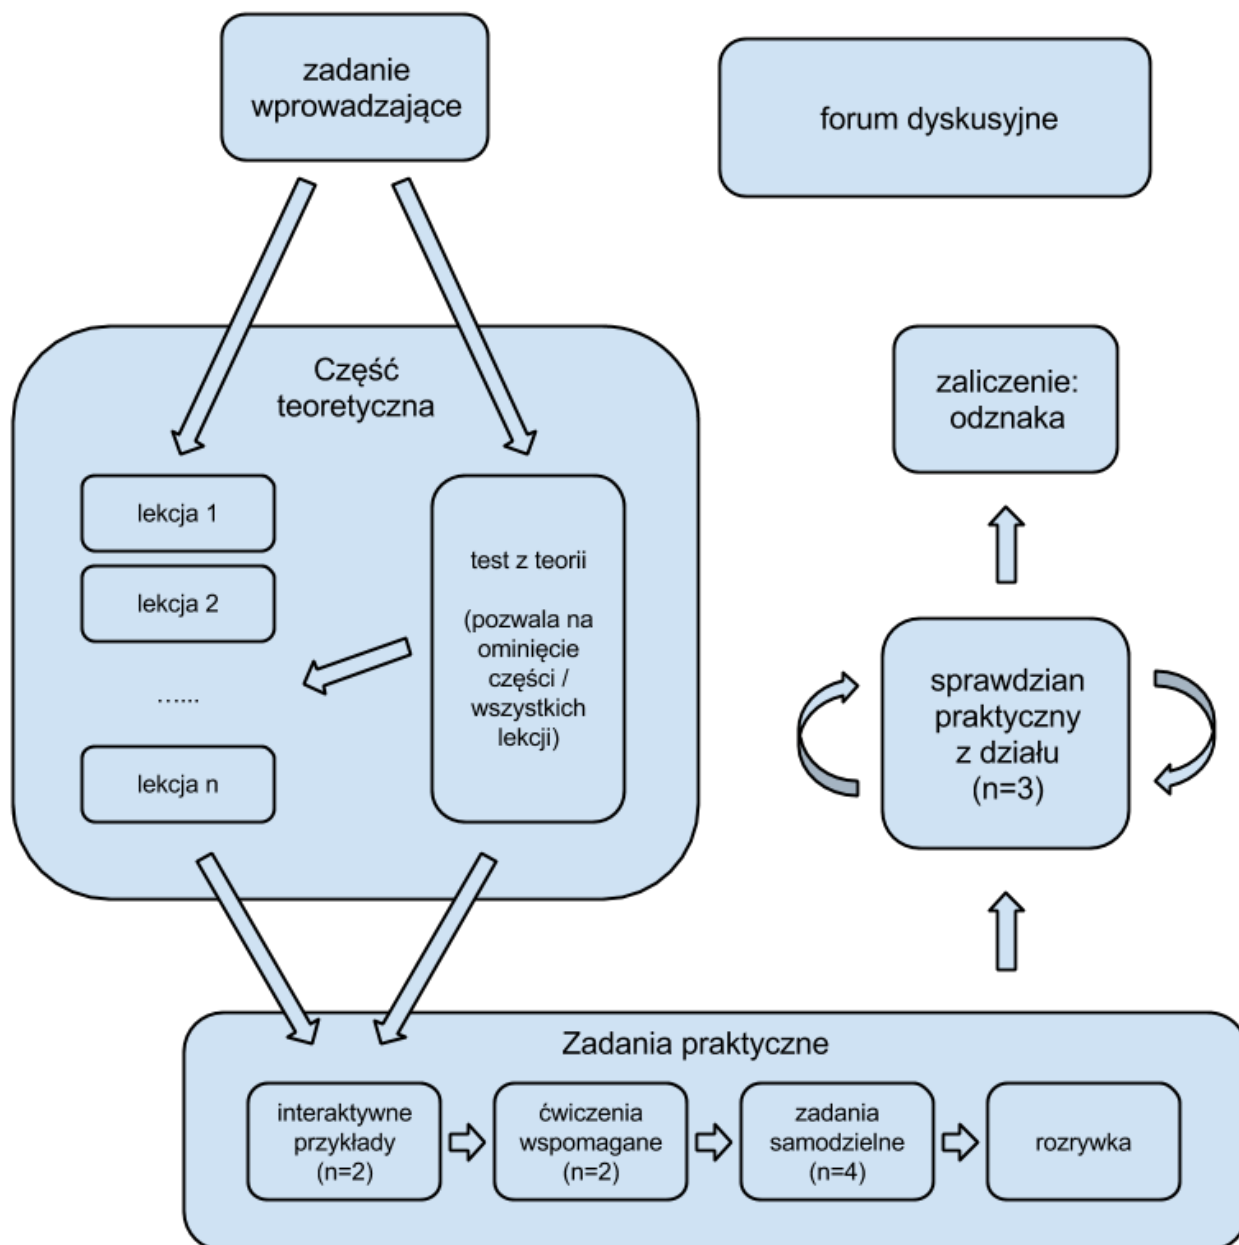 zadanie
wprowadzające
forum dyskusyjne
Część
teoretyczna
lekcja 1
lekcja 2
…...
lekcja n
test z teorii
(pozwala na
ominięcie
części /
wszystkich
lekcji)
zaliczenie:
odznaka
sprawdzian
praktyczny
z działu
(n=3)
Zadania praktyczne
interaktywne
przykłady
(n=2)
ćwiczenia
wspomagane
(n=2)
zadania
samodzielne
(n=4)
rozrywka